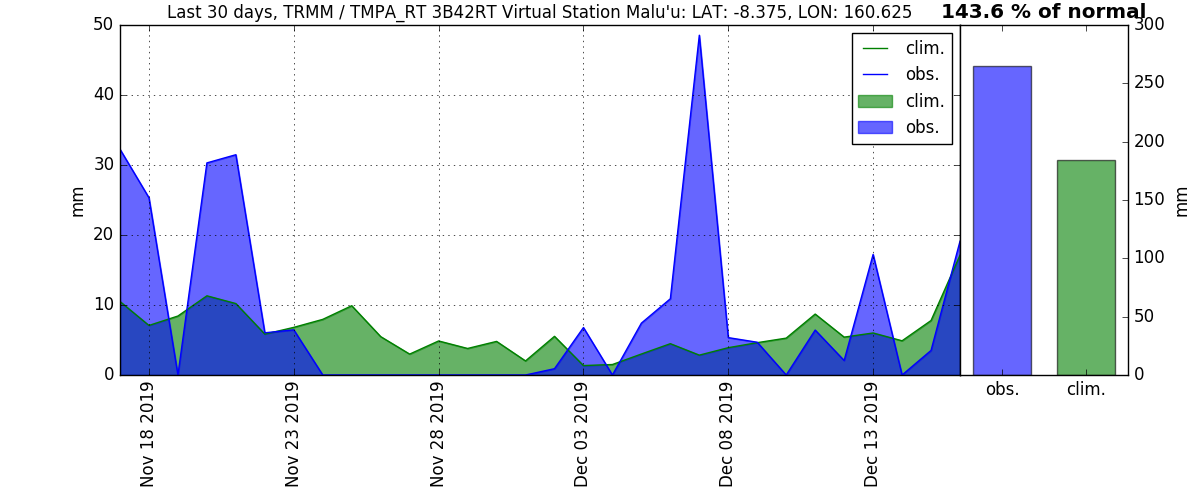 Last 30 days, TRMM / TMPA_RT 3B42RT Virtual Station Malu'u: LAT: -8.375, LON: 160.625
143.6 % of normal
50
40
30
20
10
0
mm
clim.
obs.
clim.
obs.
300
250
200
150
100
50
0
mm
Nov 18 2019
Nov 23 2019
Nov 28 2019
Dec 03 2019
Dec 08 2019
Dec 13 2019
obs.
clim.